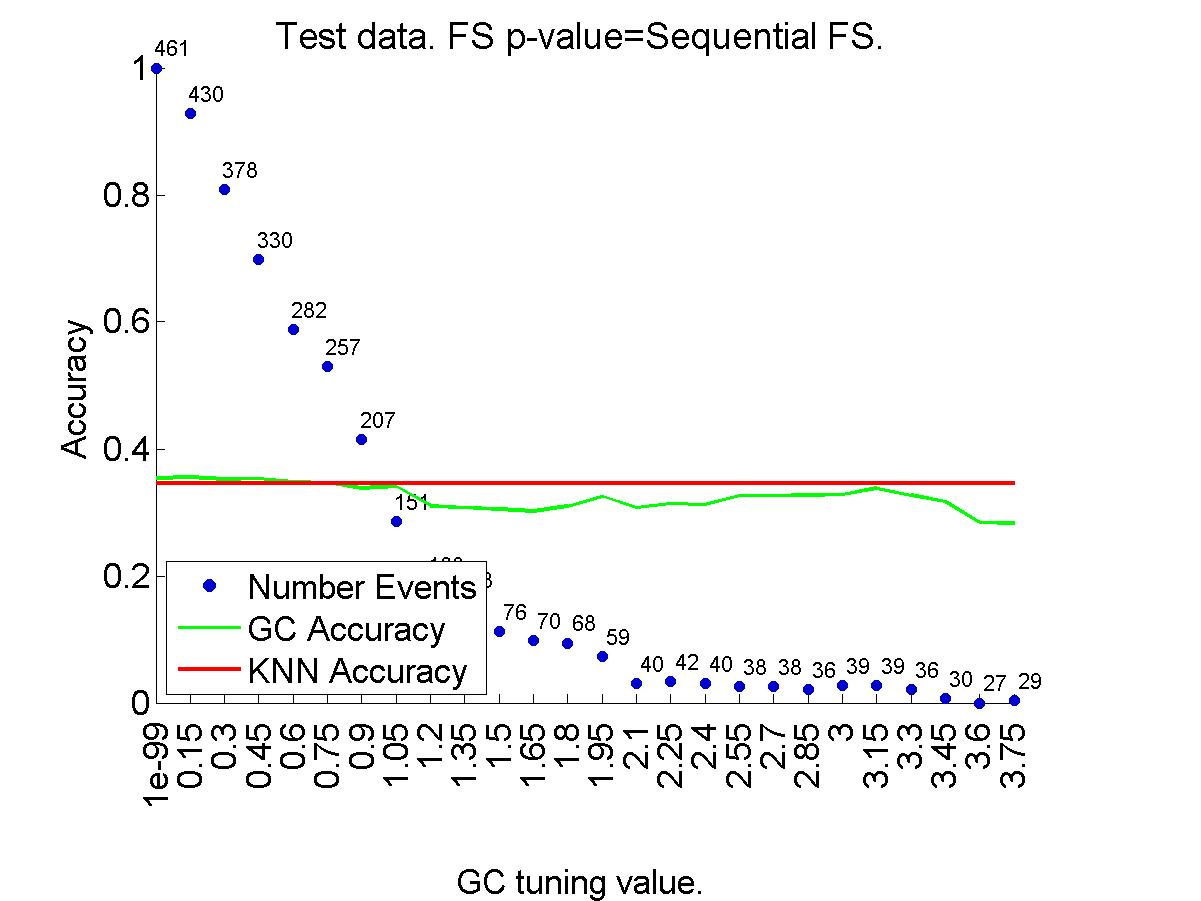 Test data. FS p-value=Sequential FS.
461
1
430
378
0.8
330
282
0.6
257
207
Accuracy
0.4
151
0.2
Number Events
76 70 68 59
GC Accuracy
40 42 40 38 38 36 39 39 36 30 27 29
KNN Accuracy
0
1e-99 0.15 0.3 0.45 0.6 0.75 0.9 1.05 1.2 1.35 1.5 1.65 1.8 1.95 2.1 2.25 2.4 2.55 2.7 2.85 3 3.15 3.3 3.45 3.6 3.75
GC tuning value.